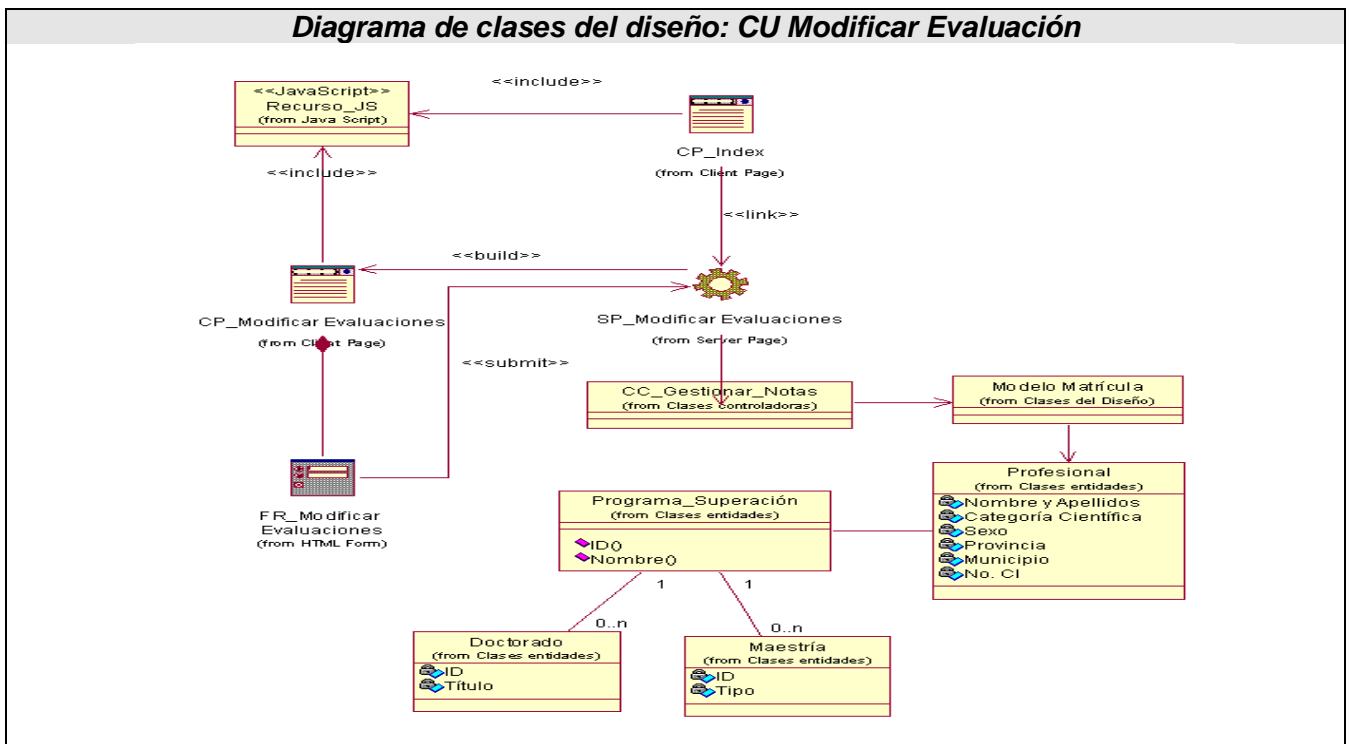 Diagrama de clases del diseño: CU Modificar Evaluación
<<include>>
<<JavaScript>>
Recurso_JS
(from Java Script)
CP_Index
(from Client Page)
<<include>>
<<link>>
<<build>>
CP_Modificar Evaluaciones
(from Client Page)
SP_Modificar Evaluaciones
(from Server Page)
<<submit>>
CC_Gestionar_Notas
(from Clases controladoras)
Modelo Matrícula
(from Clases del Diseño)
Profesional
(from Clases entidades)
Nombre y Apellidos
Categoría Científica
Sexo
Provincia
Municipio
No. CI
FR_Modificar
Evaluaciones
(from HTML Form)
Programa_Superación
(from Clases entidades)
ID()
Nombre()
1
1
0..n
0..n
Doctorado
(from Clases entidades)
ID
Título
Maestría
(from Clases entidades)
ID
Tipo